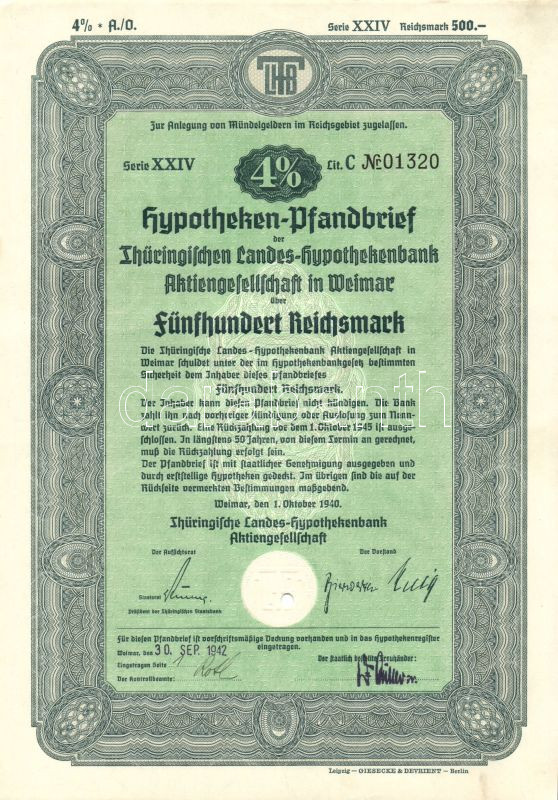 4% * A./O.
Serie XXIV Reichsmark 500.–
THB
Zur Anlegung von Mündelgeldern im Reichsgebiet zugelassen.
Serie XXIV 4% Lit. C № 01320
Hypotheken-Pfandbrief
der
Thüringischen Landes-Hypothekenbank
Aktiengesellschaft in Weimar
über
Fünfhundert Reichsmark
Die Thüringische Landes-Hypothekenbank Aktiengesellschaft in
Weimar schuldet unter der im Hypothekenbankgesetz bestimmten
Sicherheit dem Inhaber dieses Pfandbriefes
Fünfhundert Reichsmark.
Der Inhaber kann diesen Pfandbrief nicht kündigen. Die Bank
zahlt ihn nach vorheriger Kündigung oder Auslosung zum Nenn-
wert zurück. Eine Rückzahlung vor dem 1. Oktober 1945 ist ausge-
schlossen. In längstens 50 Jahren, von diesem Termin an gerechnet,
muß die Rückzahlung erfolgt sein.
Der Pfandbrief ist mit staatlicher Genehmigung ausgegeben und
durch erststellige Hypotheken gedeckt. Im übrigen sind die auf der
Rückseite vermerkten Bestimmungen maßgebend.
Weimar, den 1. Oktober 1940.
Thüringische Landes-Hypothekenbank
Aktiengesellschaft
Der Aufsichtsrat
Der Vorstand
Staatsrat
Präsident der Thüringischen Staatsbank
Für diesen Pfandbrief ist vorschriftsmäßige Deckung vorhanden und in das Hypothekenregister
eingetragen.
Weimar, den 30. SEP. 1942
Eingetragen Seite 1
Der Kontrollbeamte:
Der staatlich bestellte Treuhänder:
Leipzig — GIESECKE & DEVRIENT — Berlin